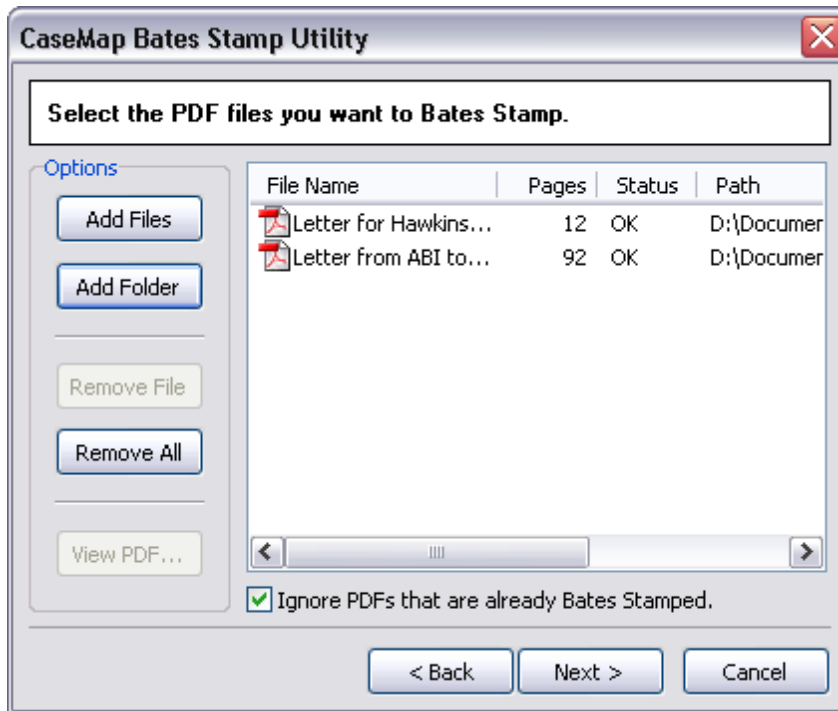 CaseMap Bates Stamp Utility
Select the PDF files you want to Bates Stamp.
Options
Add Files
Add Folder
Remove File
Remove All
View PDF...
File Name Pages Status Path
Letter for Hawkins... 12 OK D:\Documen
Letter from ABI to... 92 OK D:\Documen
Ignore PDFs that are already Bates Stamped.
< Back Next > Cancel